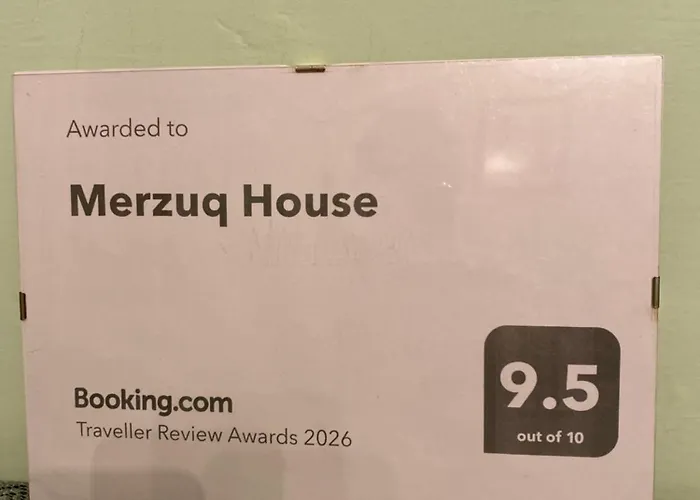 Awarded to
Merzuq House
Booking.com
Traveller Review Awards 2026
9.5
out of 10